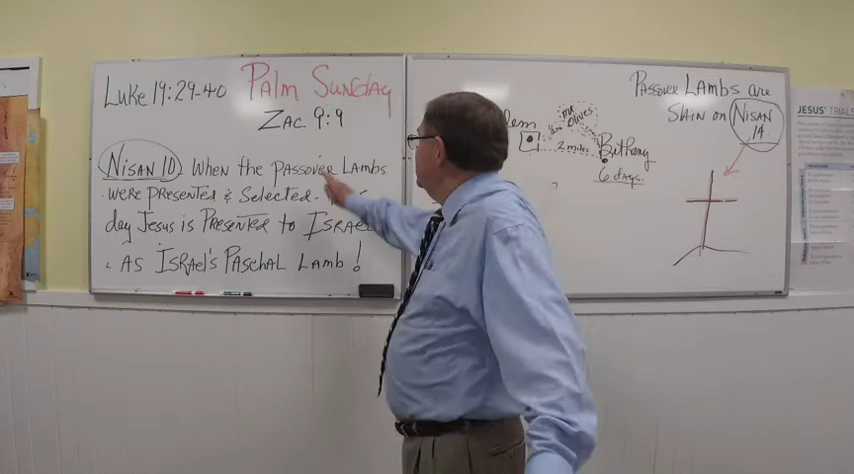 Luke 19:29-40
Palm Sunday
Zac. 9:9
Nisan 10 When the Passover Lambs
were Presented & Selected.
day Jesus is Presented to Israel
As Israel's Paschal Lamb!
Mt Olives
Bethany
2 miles
6 days.
Passover Lambs are
Slain on Nisan
14
JESUS' TRIALS